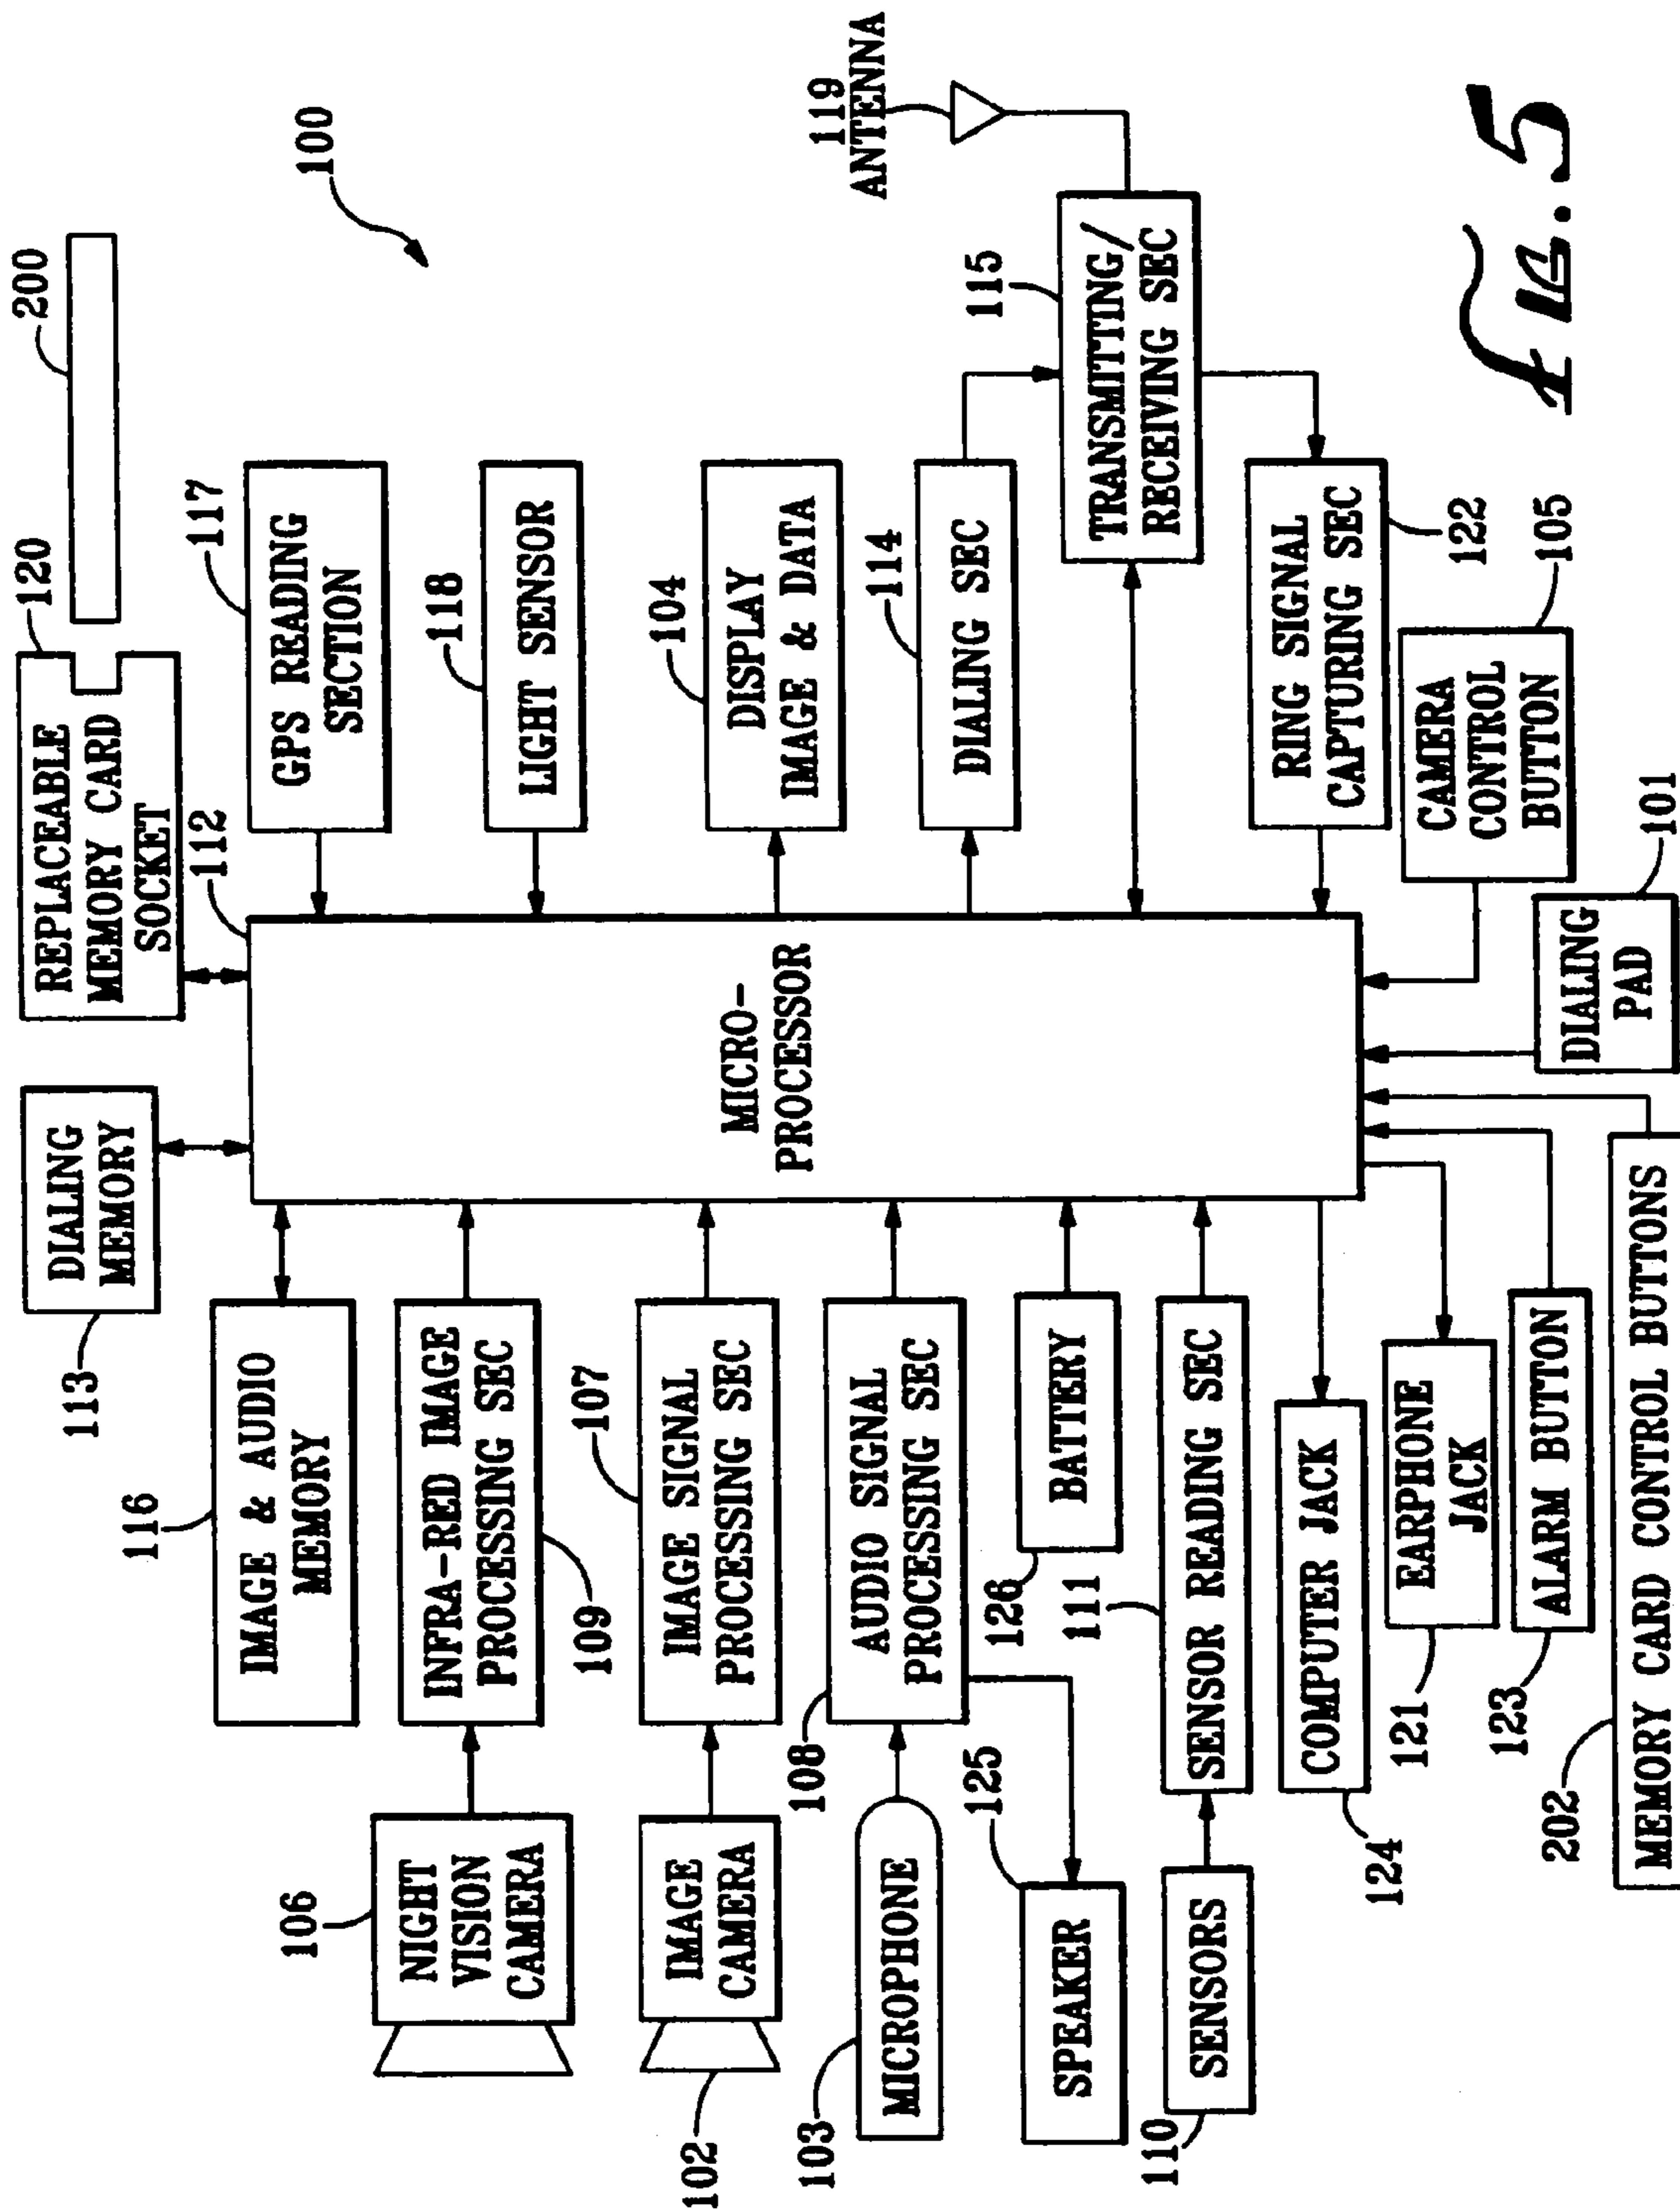 200
120
REPLACEABLE
MEMORY CARD
SOCKET
112
113
DIALING
MEMORY
100
116
IMAGE & AUDIO
MEMORY
117
GPS READING
SECTION
106
NIGHT
VISION
CAMERA
INFRA-RED IMAGE
PROCESSING SEC
109
118
LIGHT SENSOR
102
IMAGE
CAMERA
107
IMAGE SIGNAL
PROCESSING SEC
MICRO-
PROCESSOR
104
DISPLAY
IMAGE & DATA
119
ANTENNA
103
MICROPHONE
108
AUDIO SIGNAL
PROCESSING SEC
114
DIALING SEC
115
TRANSMITTING/
RECEIVING SEC
125
SPEAKER
126
BATTERY
110
SENSORS
111
SENSOR READING SEC
RING SIGNAL
CAPTURING SEC
122
124
COMPUTER JACK
121
EARPHONE
JACK
105
CAMERA
CONTROL
BUTTON
123
ALARM BUTTON
101
DIALING
PAD
202
MEMORY CARD CONTROL BUTTONS
FIG. 5